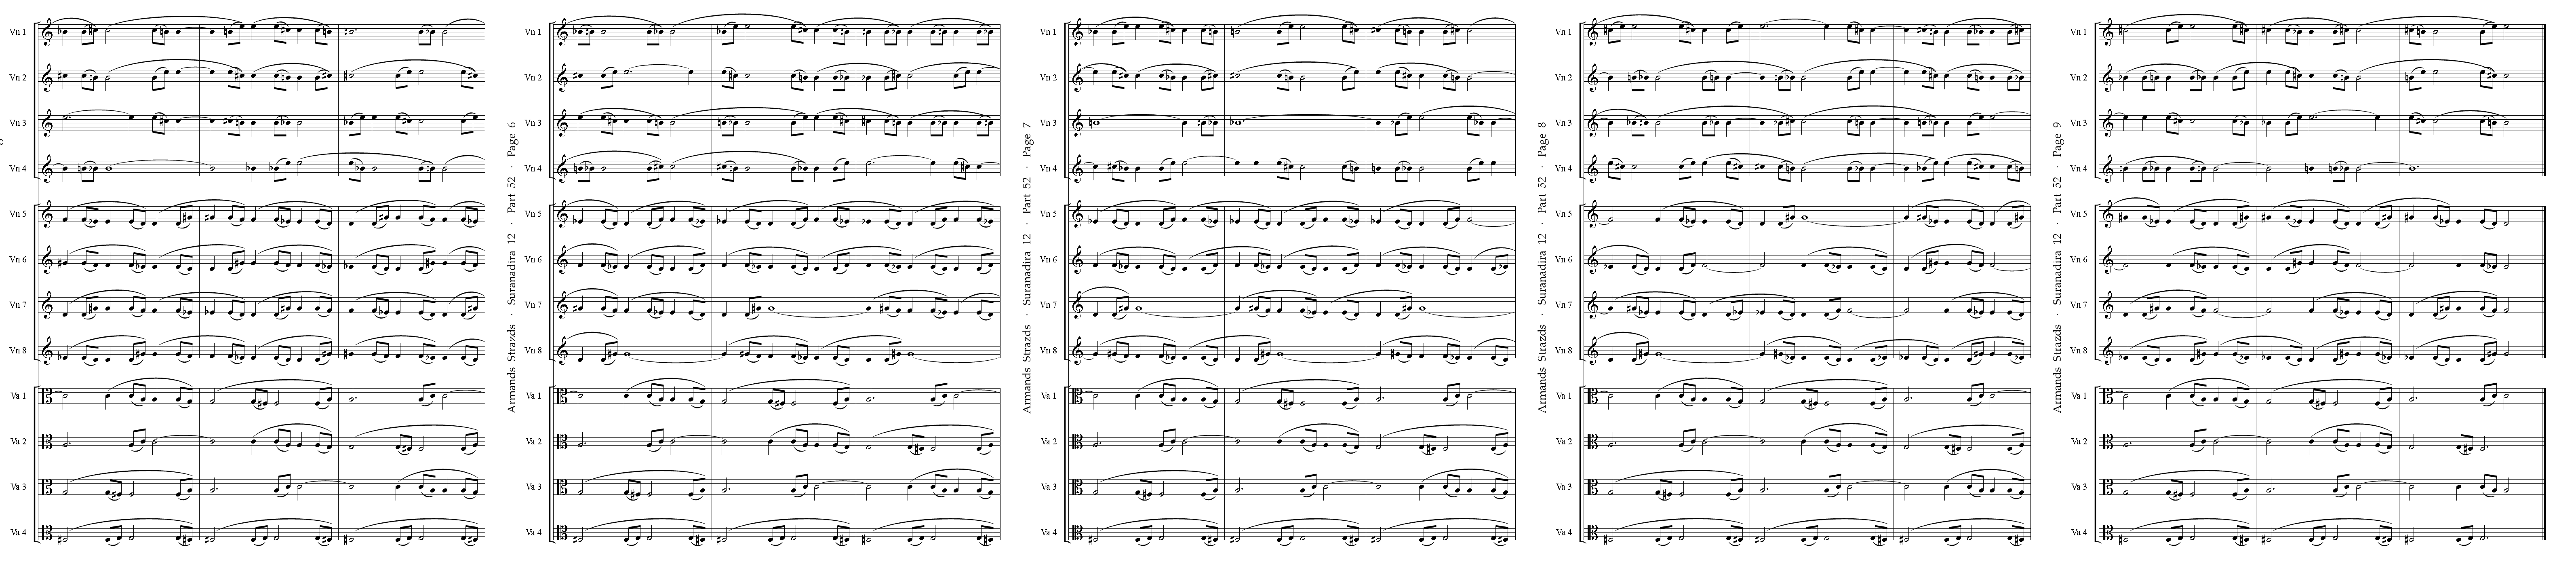 Vn 1
Vn 2
Vn 3
Vn 4
Vn 5
Vn 6
Vn 7
Vn 8
Va 1
Va 2
Va 3
Va 4
Armands Strazds · Suranadira 12 · Part 52 · Page 6
Vn 1
Vn 2
Vn 3
Vn 4
Vn 5
Vn 6
Vn 7
Vn 8
Va 1
Va 2
Va 3
Va 4
Armands Strazds · Suranadira 12 · Part 52 · Page 7
Vn 1
Vn 2
Vn 3
Vn 4
Vn 5
Vn 6
Vn 7
Vn 8
Va 1
Va 2
Va 3
Va 4
Armands Strazds · Suranadira 12 · Part 52 · Page 8
Vn 1
Vn 2
Vn 3
Vn 4
Vn 5
Vn 6
Vn 7
Vn 8
Va 1
Va 2
Va 3
Va 4
Armands Strazds · Suranadira 12 · Part 52 · Page 9
Vn 1
Vn 2
Vn 3
Vn 4
Vn 5
Vn 6
Vn 7
Vn 8
Va 1
Va 2
Va 3
Va 4